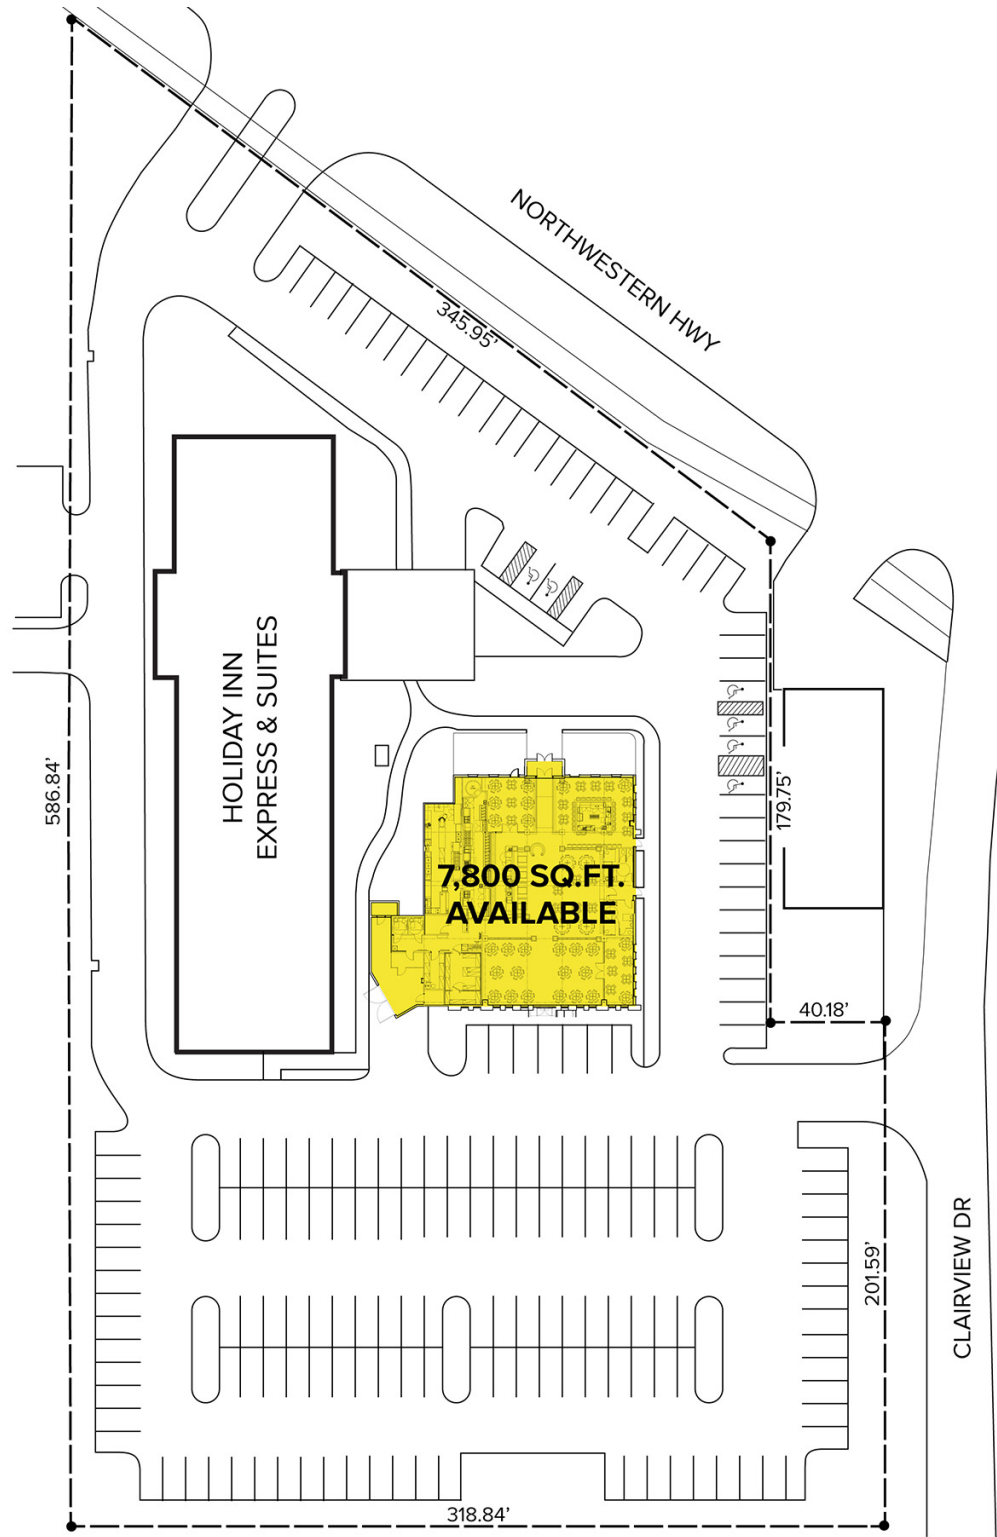 NORTHWESTERN HWY
345.95’
HOLIDAY INN
EXPRESS & SUITES
586.84’
179.75’
7,800 SQ.FT.
AVAILABLE
40.18’
201.59’
CLAIRVIEW DR
318.84’